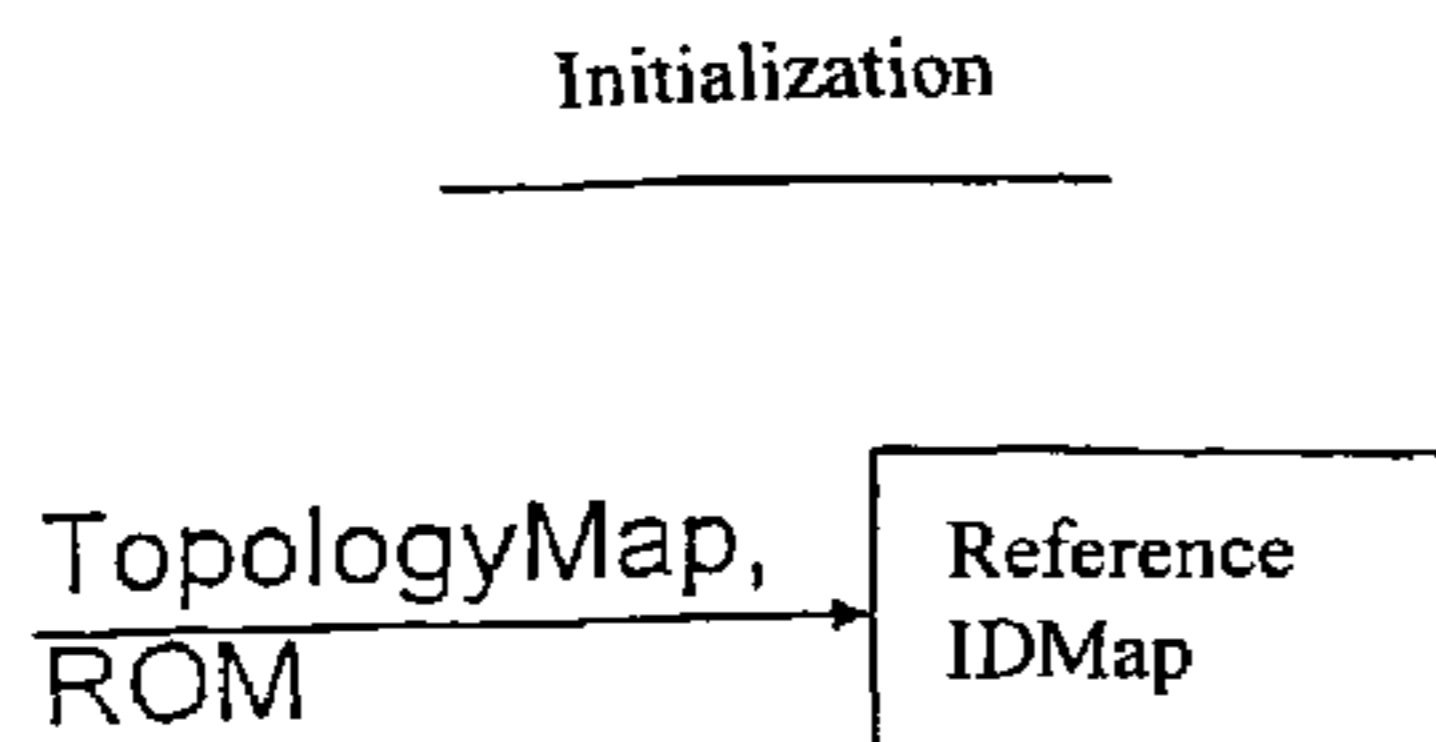 Initialization
TopologyMap,
ROM
Reference
IDMap